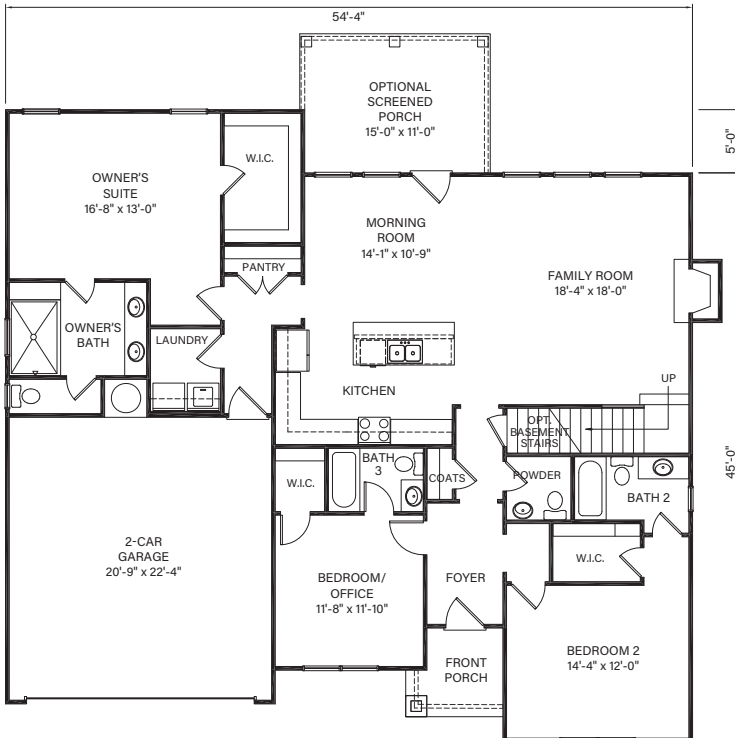 54'-4"
OPTIONAL
SCREENED
PORCH
15'-0" x 11'-0"
5'-0"
W.I.C.
OWNER'S
SUITE
16'-8" x 13'-0"
MORNING
ROOM
14'-1" x 10'-9"
PANTRY
FAMILY ROOM
18'-4" x 18'-0"
OWNER'S
BATH
LAUNDRY
KITCHEN
UP
OPT.
BASEMENT
STAIRS
45'-0"
BATH
3
W.I.C.
COATS
POWDER
BATH 2
2-CAR
GARAGE
20'-9" x 22'-4"
W.I.C.
BEDROOM/
OFFICE
11'-8" x 11'-10"
FOYER
BEDROOM 2
14'-4" x 12'-0"
FRONT
PORCH